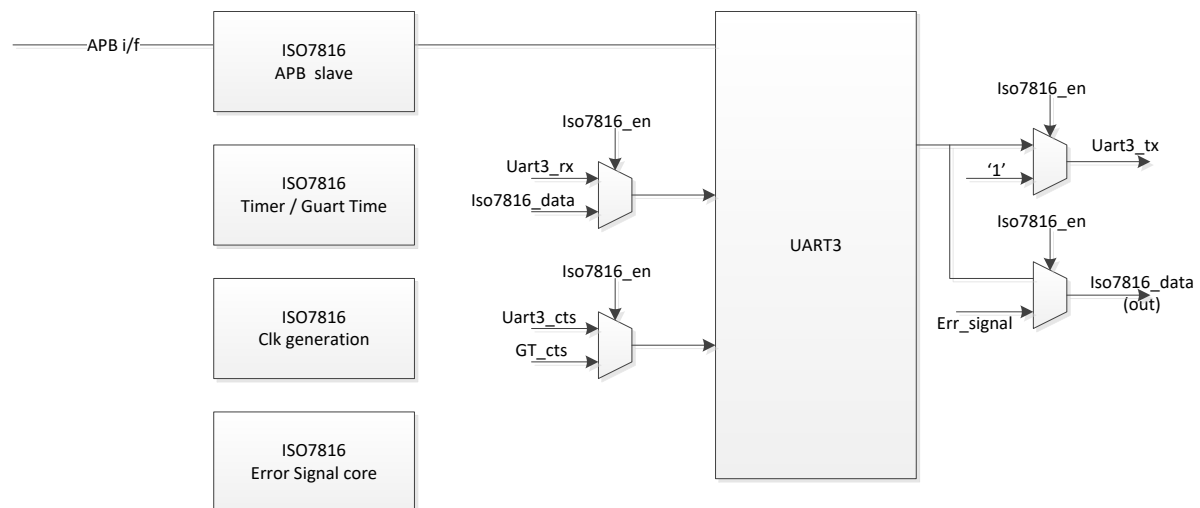 APB i/f
ISO7816
APB slave
ISO7816
Timer / Guart Time
ISO7816
Clk generation
ISO7816
Error Signal core
Iso7816_en
Uart3_rx
Iso7816_data
Iso7816_en
Uart3_cts
GT_cts
UART3
Iso7816_en
Uart3_tx
‘1’
Iso7816_en
Iso7816_data
(out)
Err_signal